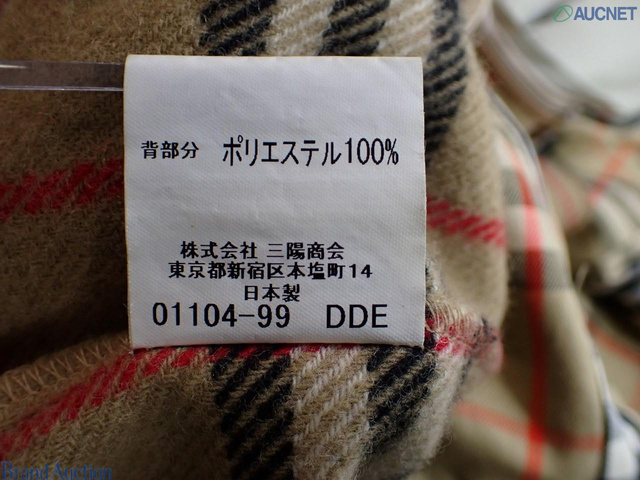 AUCNET
背部分 ポリエステル100%
株式会社 三陽商会
東京都新宿区本塩町14
日本製
01104-99 DDE
Brand Auction